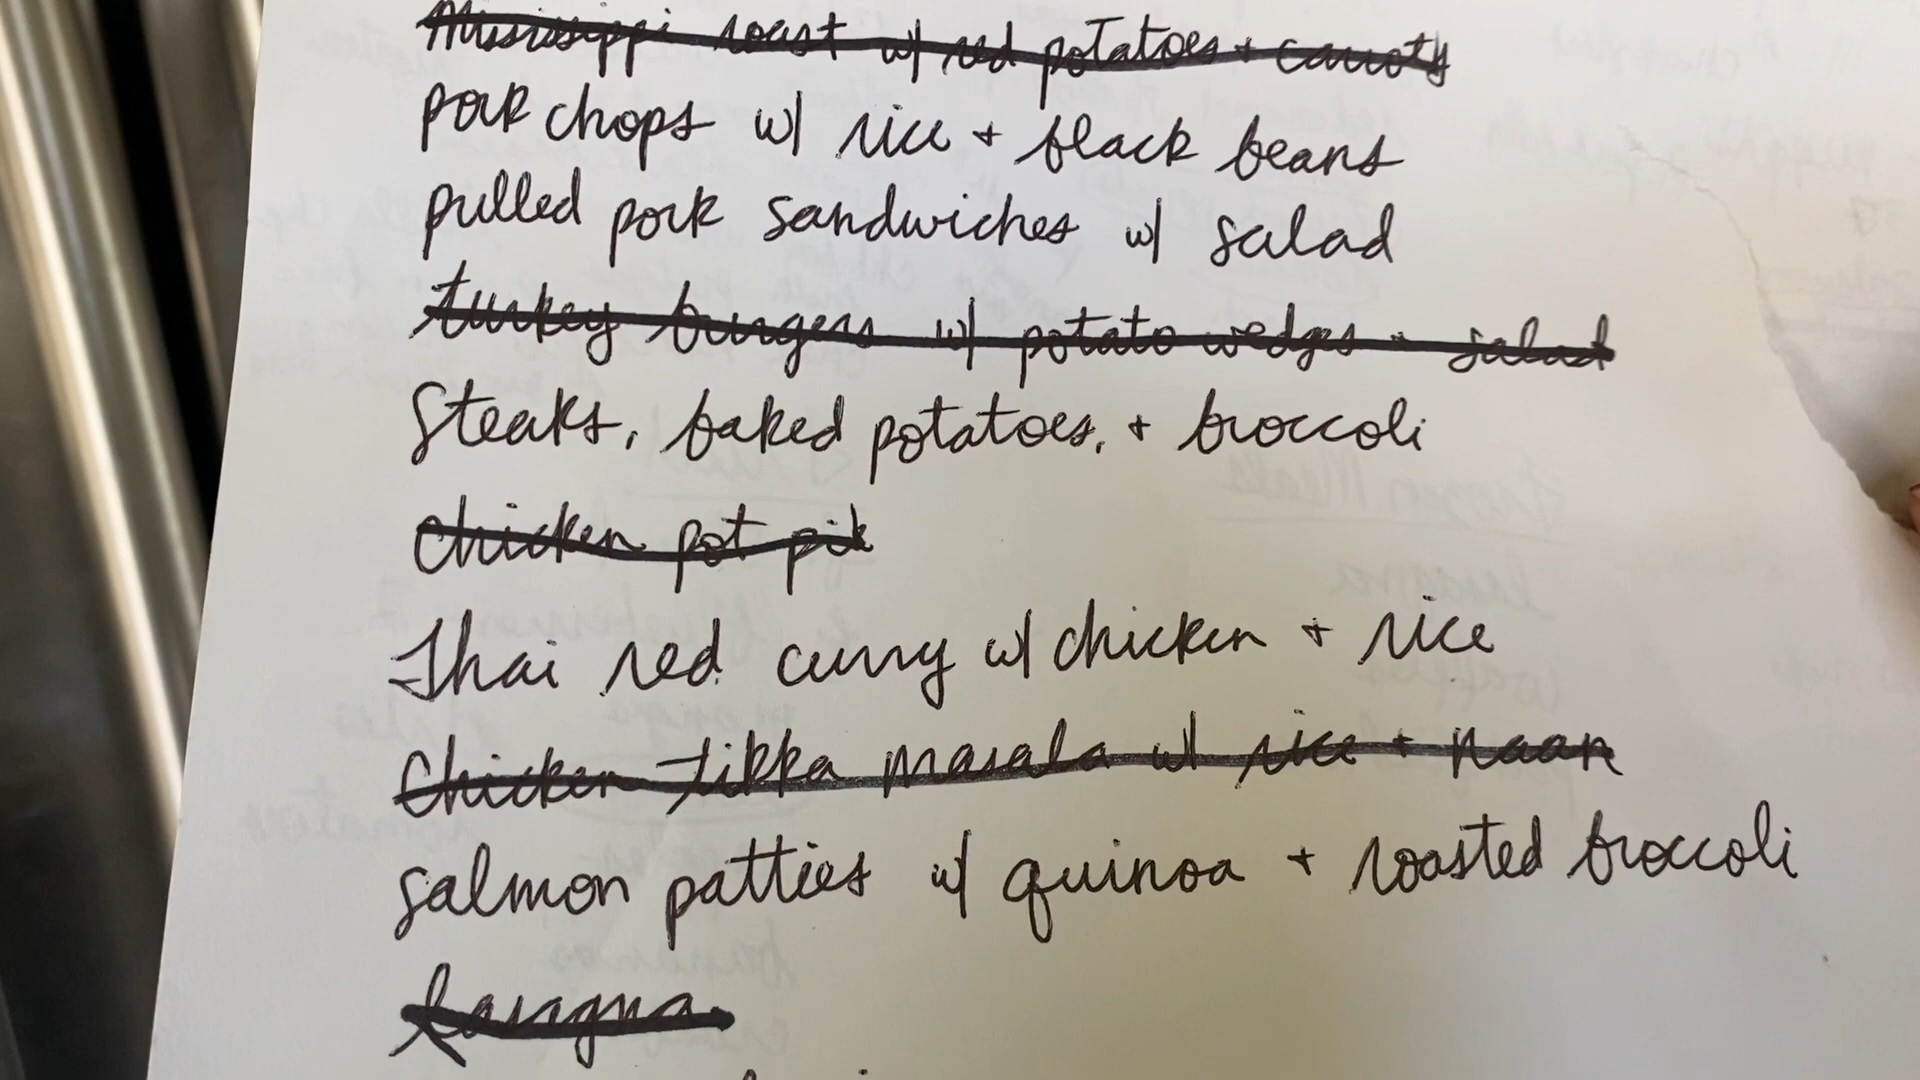 Mississippi roast w/ red potatoes + carrots
pork chops w/ rice + black beans
pulled pork sandwiches w/ salad
turkey burgers w/ potato wedges + salad
Steaks, baked potatoes, + broccoli
Chicken pot pie
Thai red curry w/ chicken + rice
Chicken tikka masala w/ rice + naan
salmon patties w/ quinoa + roasted broccoli
Lasagna